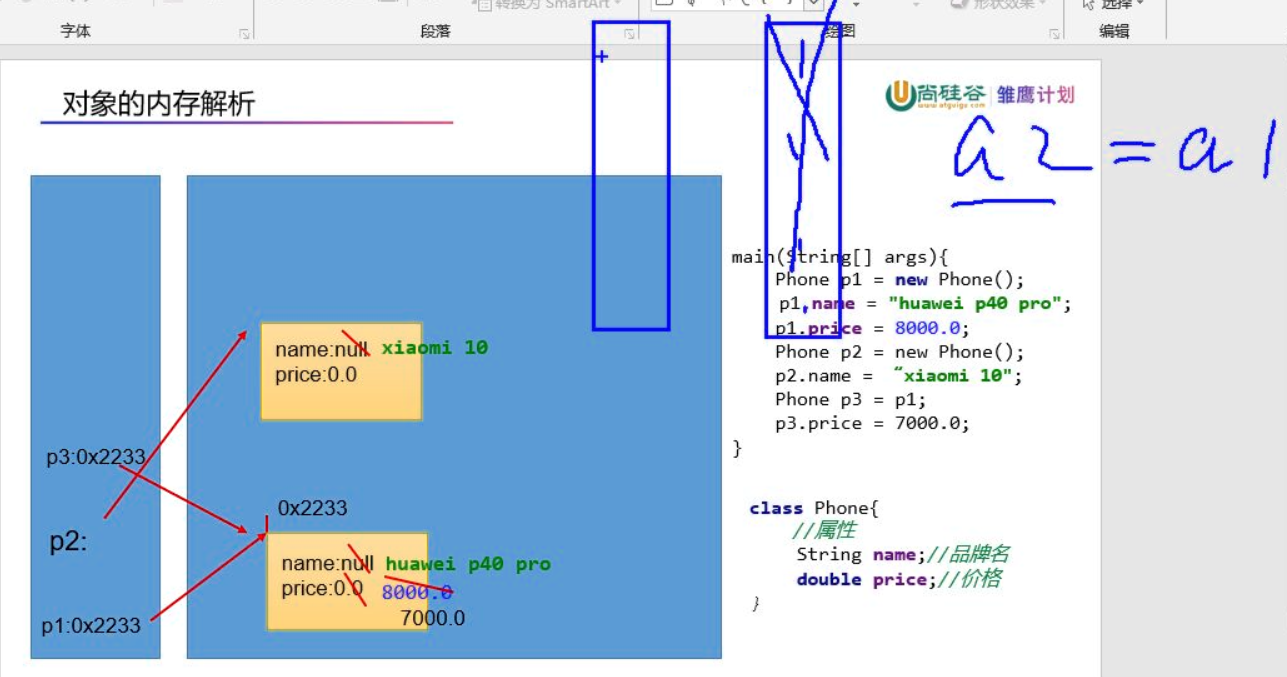 转换为 SmartArt
形状效果
选择
字体
段落
绘图
编辑
对象的内存解析
尚硅谷
www.atguigu.com
雏鹰计划
a2=a1
name:null xiaomi 10
price:0.0
p3:0x2233
p2:
p1:0x2233
0x2233
name:null huawei p40 pro
price:0.0 8000.0
7000.0
main(String[] args){
Phone p1 = new Phone();
p1.name = "huawei p40 pro";
p1.price = 8000.0;
Phone p2 = new Phone();
p2.name = “xiaomi 10";
Phone p3 = p1;
p3.price = 7000.0;
}
class Phone{
//属性
String name;//品牌名
double price;//价格
}